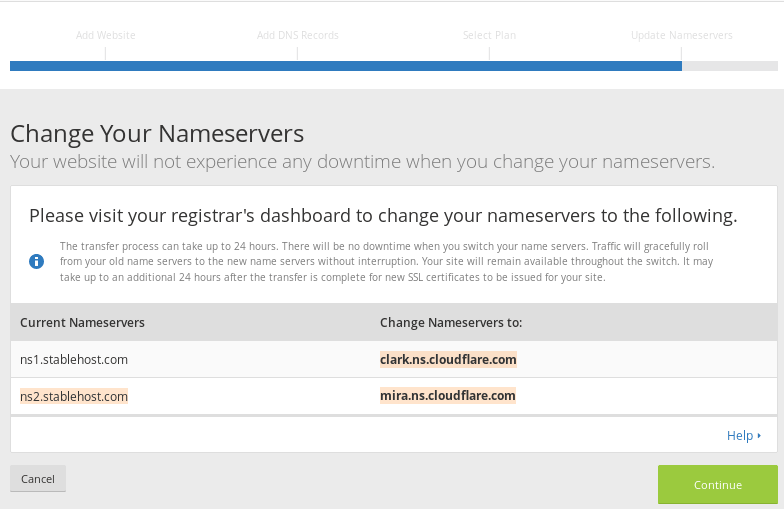 Add Website Add DNS Records Select Plan Update Nameservers
Change Your Nameservers
Your website will not experience any downtime when you change your nameservers.
Please visit your registrar's dashboard to change your nameservers to the following.
The transfer process can take up to 24 hours. There will be no downtime when you switch your name servers. Traffic will gracefully roll
from your old name servers to the new name servers without interruption. Your site will remain available throughout the switch. It may
take up to an additional 24 hours after the transfer is complete for new SSL certificates to be issued for your site.
Current Nameservers Change Nameservers to:
ns1.stablehost.com clark.ns.cloudflare.com
ns2.stablehost.com mira.ns.cloudflare.com
Help
Cancel Continue